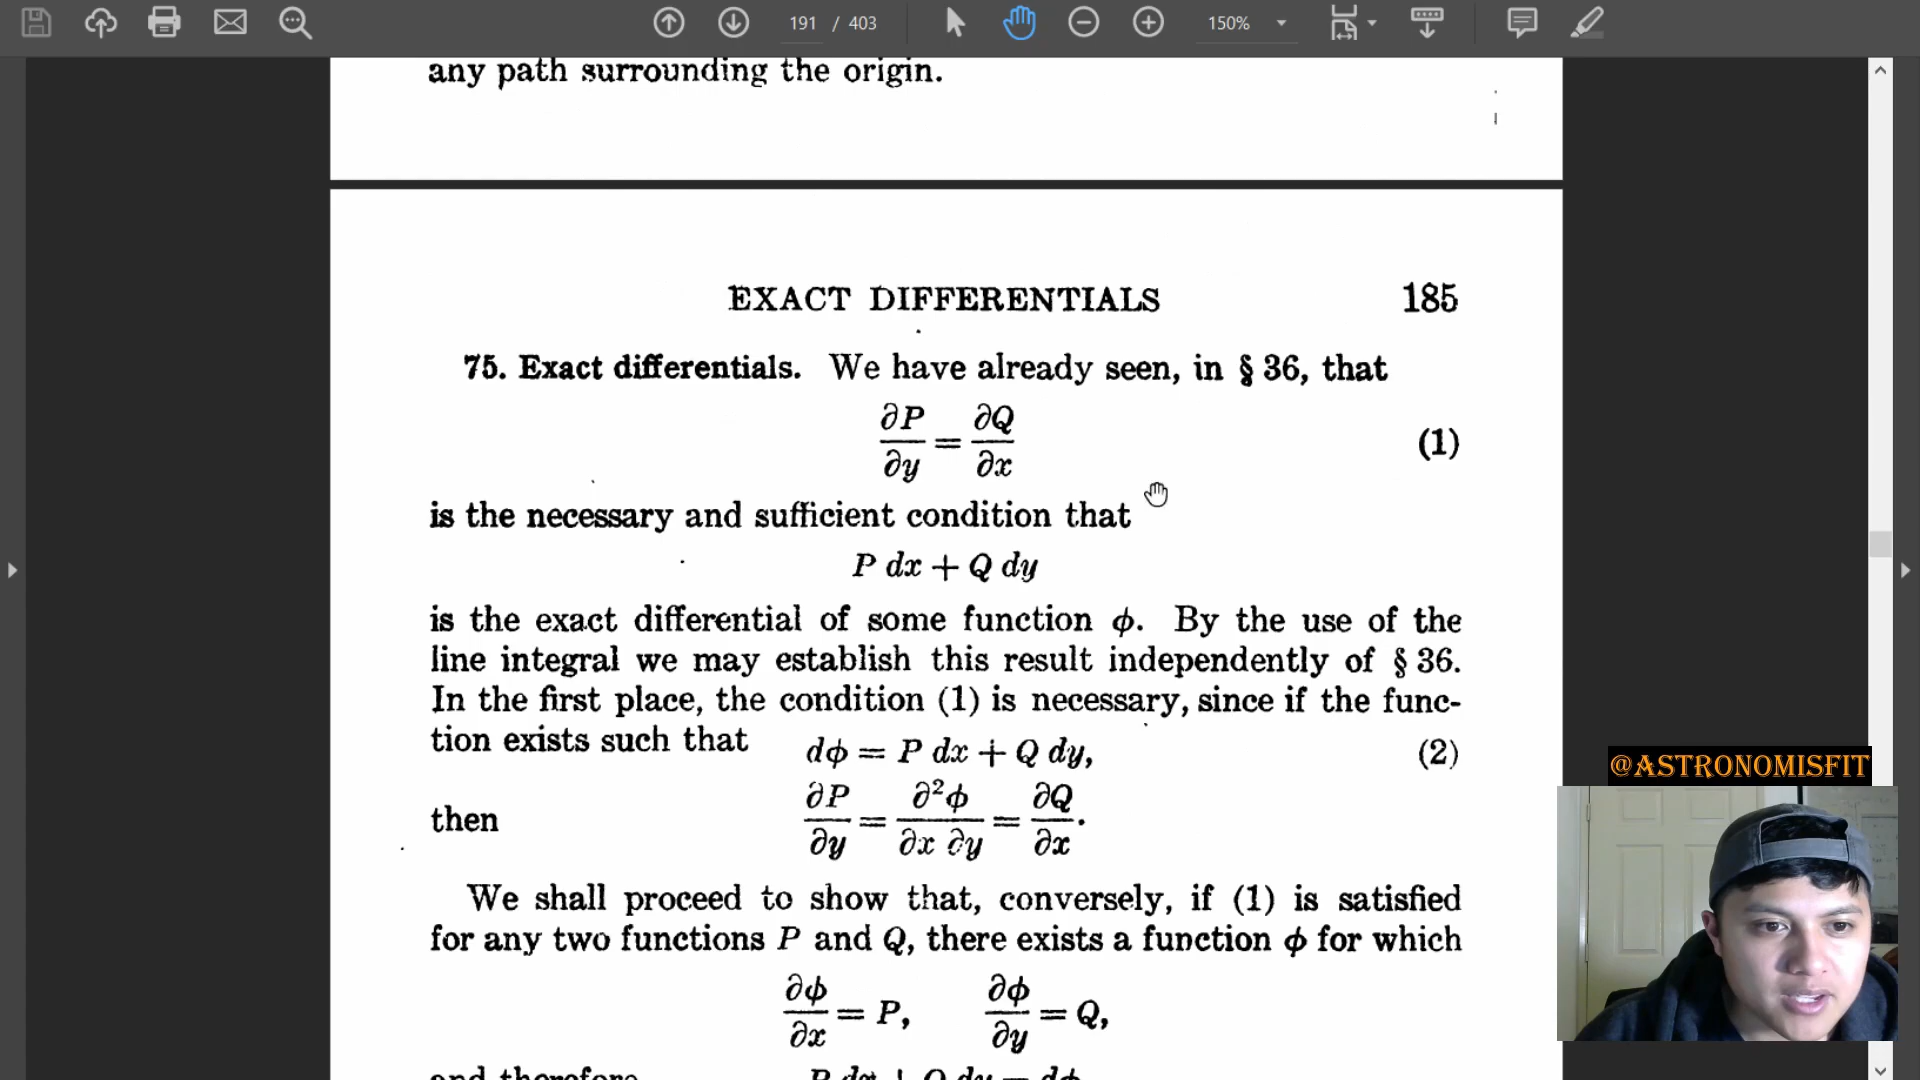 191 / 403
150%
any path surrounding the origin.
EXACT DIFFERENTIALS 185
75. Exact differentials. We have already seen, in § 36, that
∂P/∂y = ∂Q/∂x (1)
is the necessary and sufficient condition that
P dx + Q dy
is the exact differential of some function ϕ. By the use of the
line integral we may establish this result independently of § 36.
In the first place, the condition (1) is necessary, since if the func-
tion exists such that dϕ = P dx + Q dy, (2)
then ∂P/∂y = ∂²ϕ/∂x ∂y = ∂Q/∂x.
We shall proceed to show that, conversely, if (1) is satisfied
for any two functions P and Q, there exists a function ϕ for which
∂ϕ/∂x = P, ∂ϕ/∂y = Q,
and therefore P dx + Q dy = dϕ
@ASTRONOMISFIT